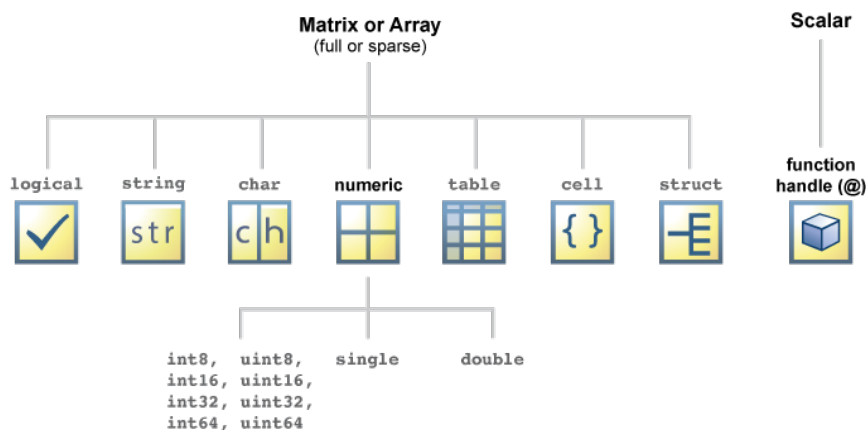 Matrix or Array
(full or sparse)
Scalar
logical
string
char
numeric
table
cell
struct
function
handle (@)
str
ch
{ }
int8, uint8,
int16, uint16,
int32, uint32,
int64, uint64
single
double